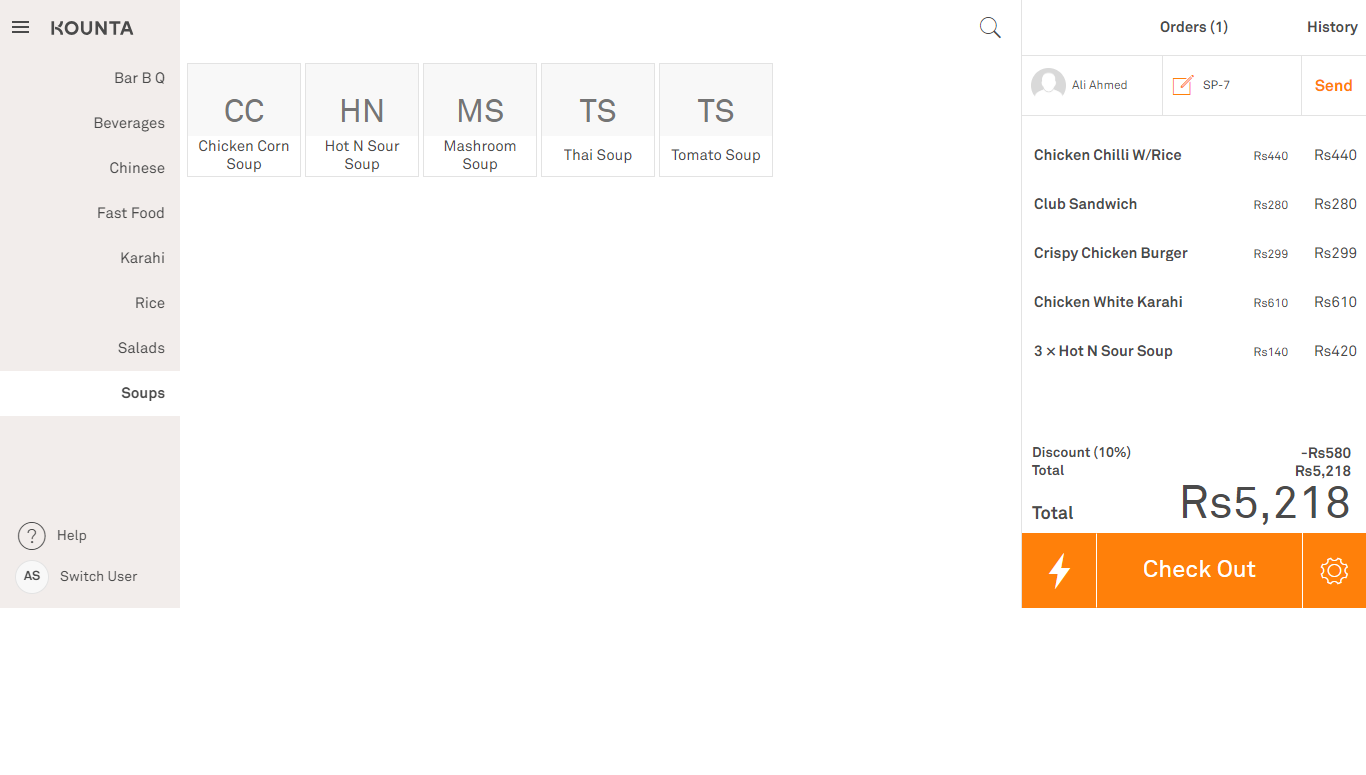 KOUNTA
Bar B Q
Beverages
Chinese
Fast Food
Karahi
Rice
Salads
Soups
? Help
AS Switch User
CC
Chicken Corn
Soup
HN
Hot N Sour
Soup
MS
Mashroom
Soup
TS
Thai Soup
TS
Tomato Soup
Orders (1) History
Ali Ahmed SP-7 Send
Chicken Chilli W/Rice Rs440 Rs440
Club Sandwich Rs280 Rs280
Crispy Chicken Burger Rs299 Rs299
Chicken White Karahi Rs610 Rs610
3 × Hot N Sour Soup Rs140 Rs420
Discount (10%) -Rs580
Total Rs5,218
Total Rs5,218
Check Out